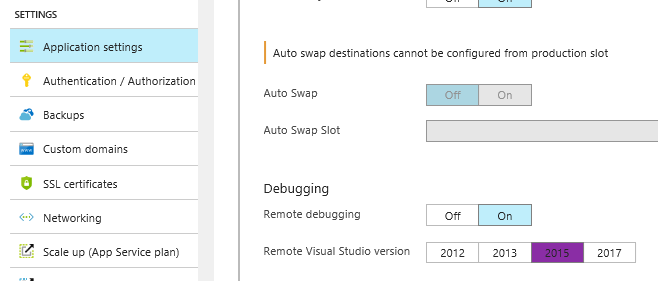 SETTINGS
Application settings
Authentication / Authorization
Backups
Custom domains
SSL certificates
Networking
Scale up (App Service plan)
Off On
Auto swap destinations cannot be configured from production slot
Auto Swap Off On
Auto Swap Slot
Debugging
Remote debugging Off On
Remote Visual Studio version 2012 2013 2015 2017